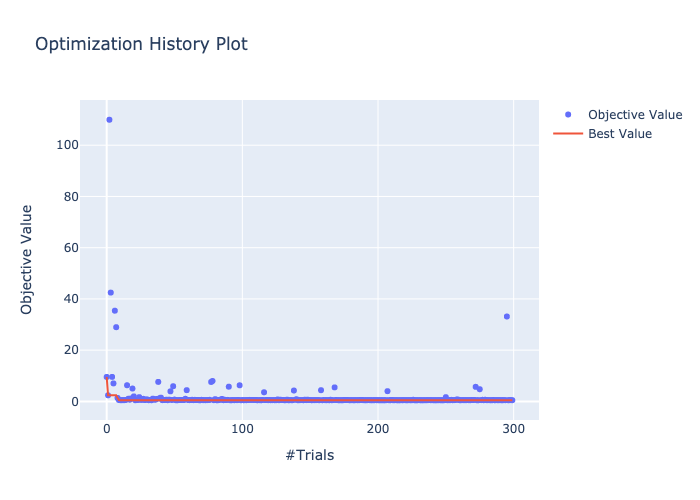 Optimization History Plot
Objective Value
Best Value
100
80
60
40
20
0
Objective Value
0
100
200
300
#Trials